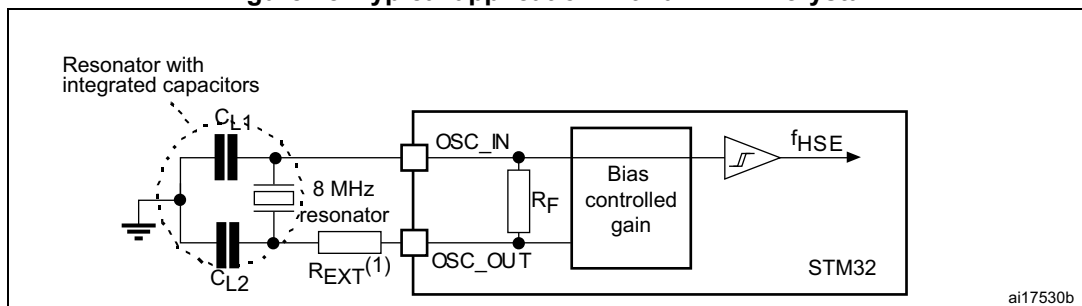 Resonator with
integrated capacitors
CL1
OSC_IN
fHSE
8 MHz
resonator
RF
Bias
controlled
gain
REXT(1)
OSC_OUT
STM32
CL2
ai17530b